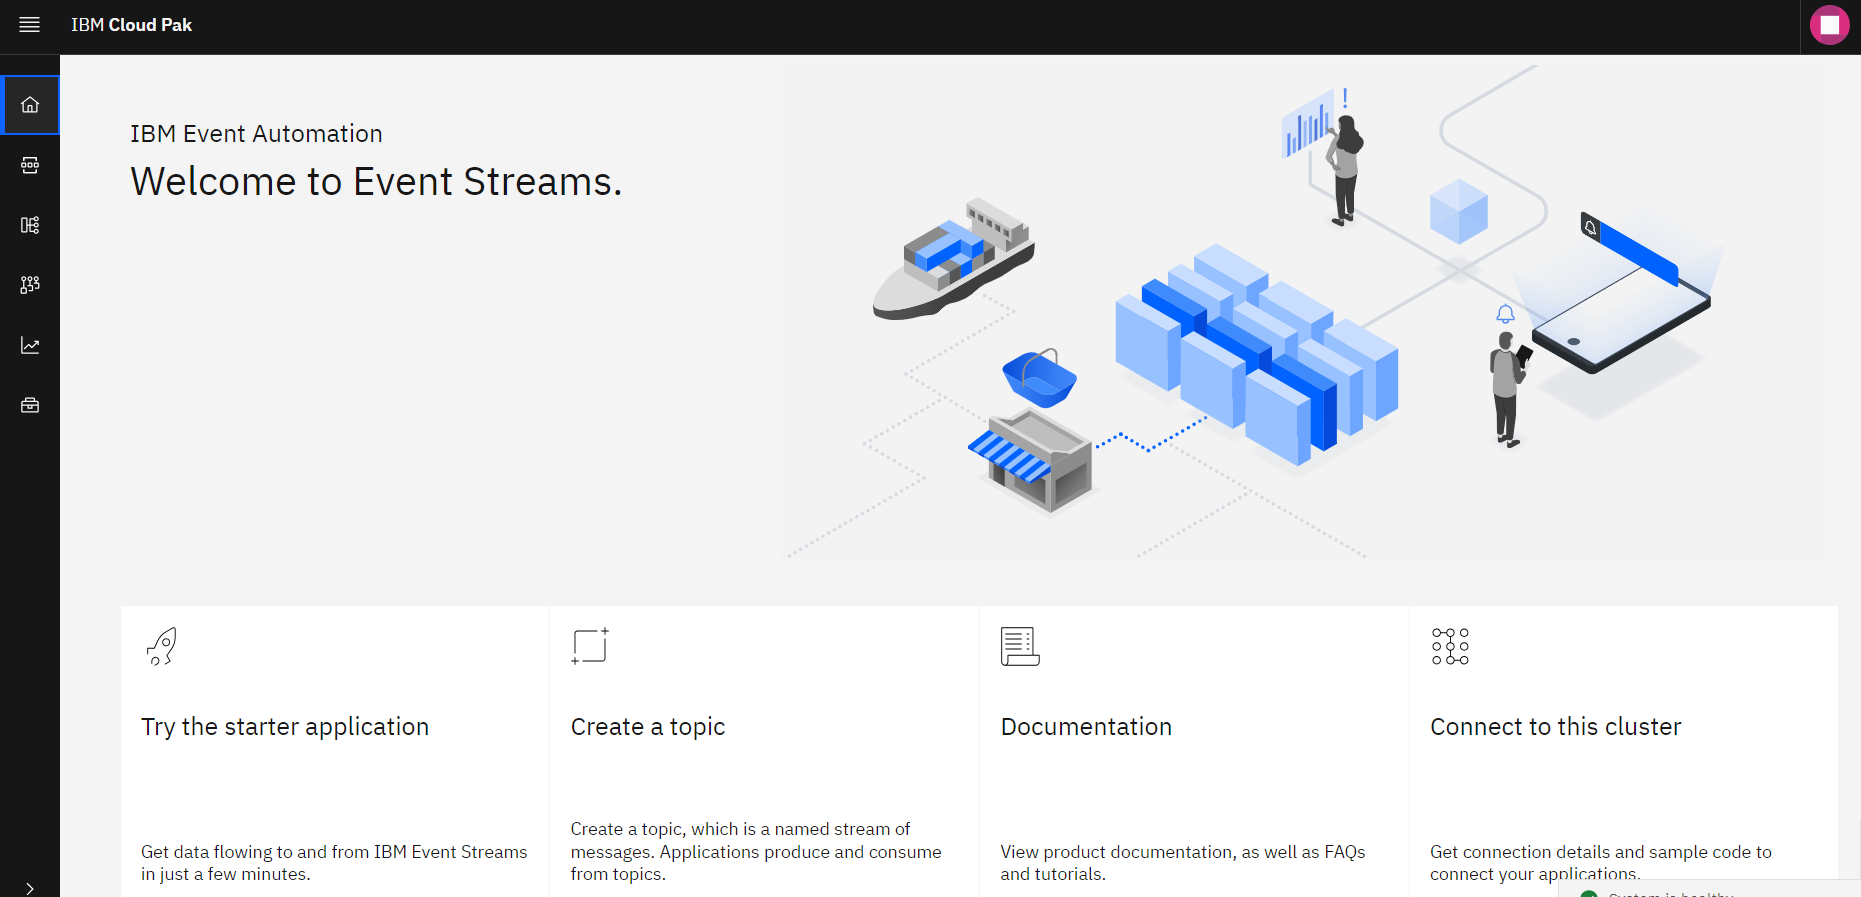 IBM Cloud Pak
IBM Event Automation
Welcome to Event Streams.
!
Try the starter application
Get data flowing to and from IBM Event Streams
in just a few minutes.
Create a topic
Create a topic, which is a named stream of
messages. Applications produce and consume
from topics.
Documentation
View product documentation, as well as FAQs
and tutorials.
Connect to this cluster
Get connection details and sample code to
connect your applications.
System is healthy